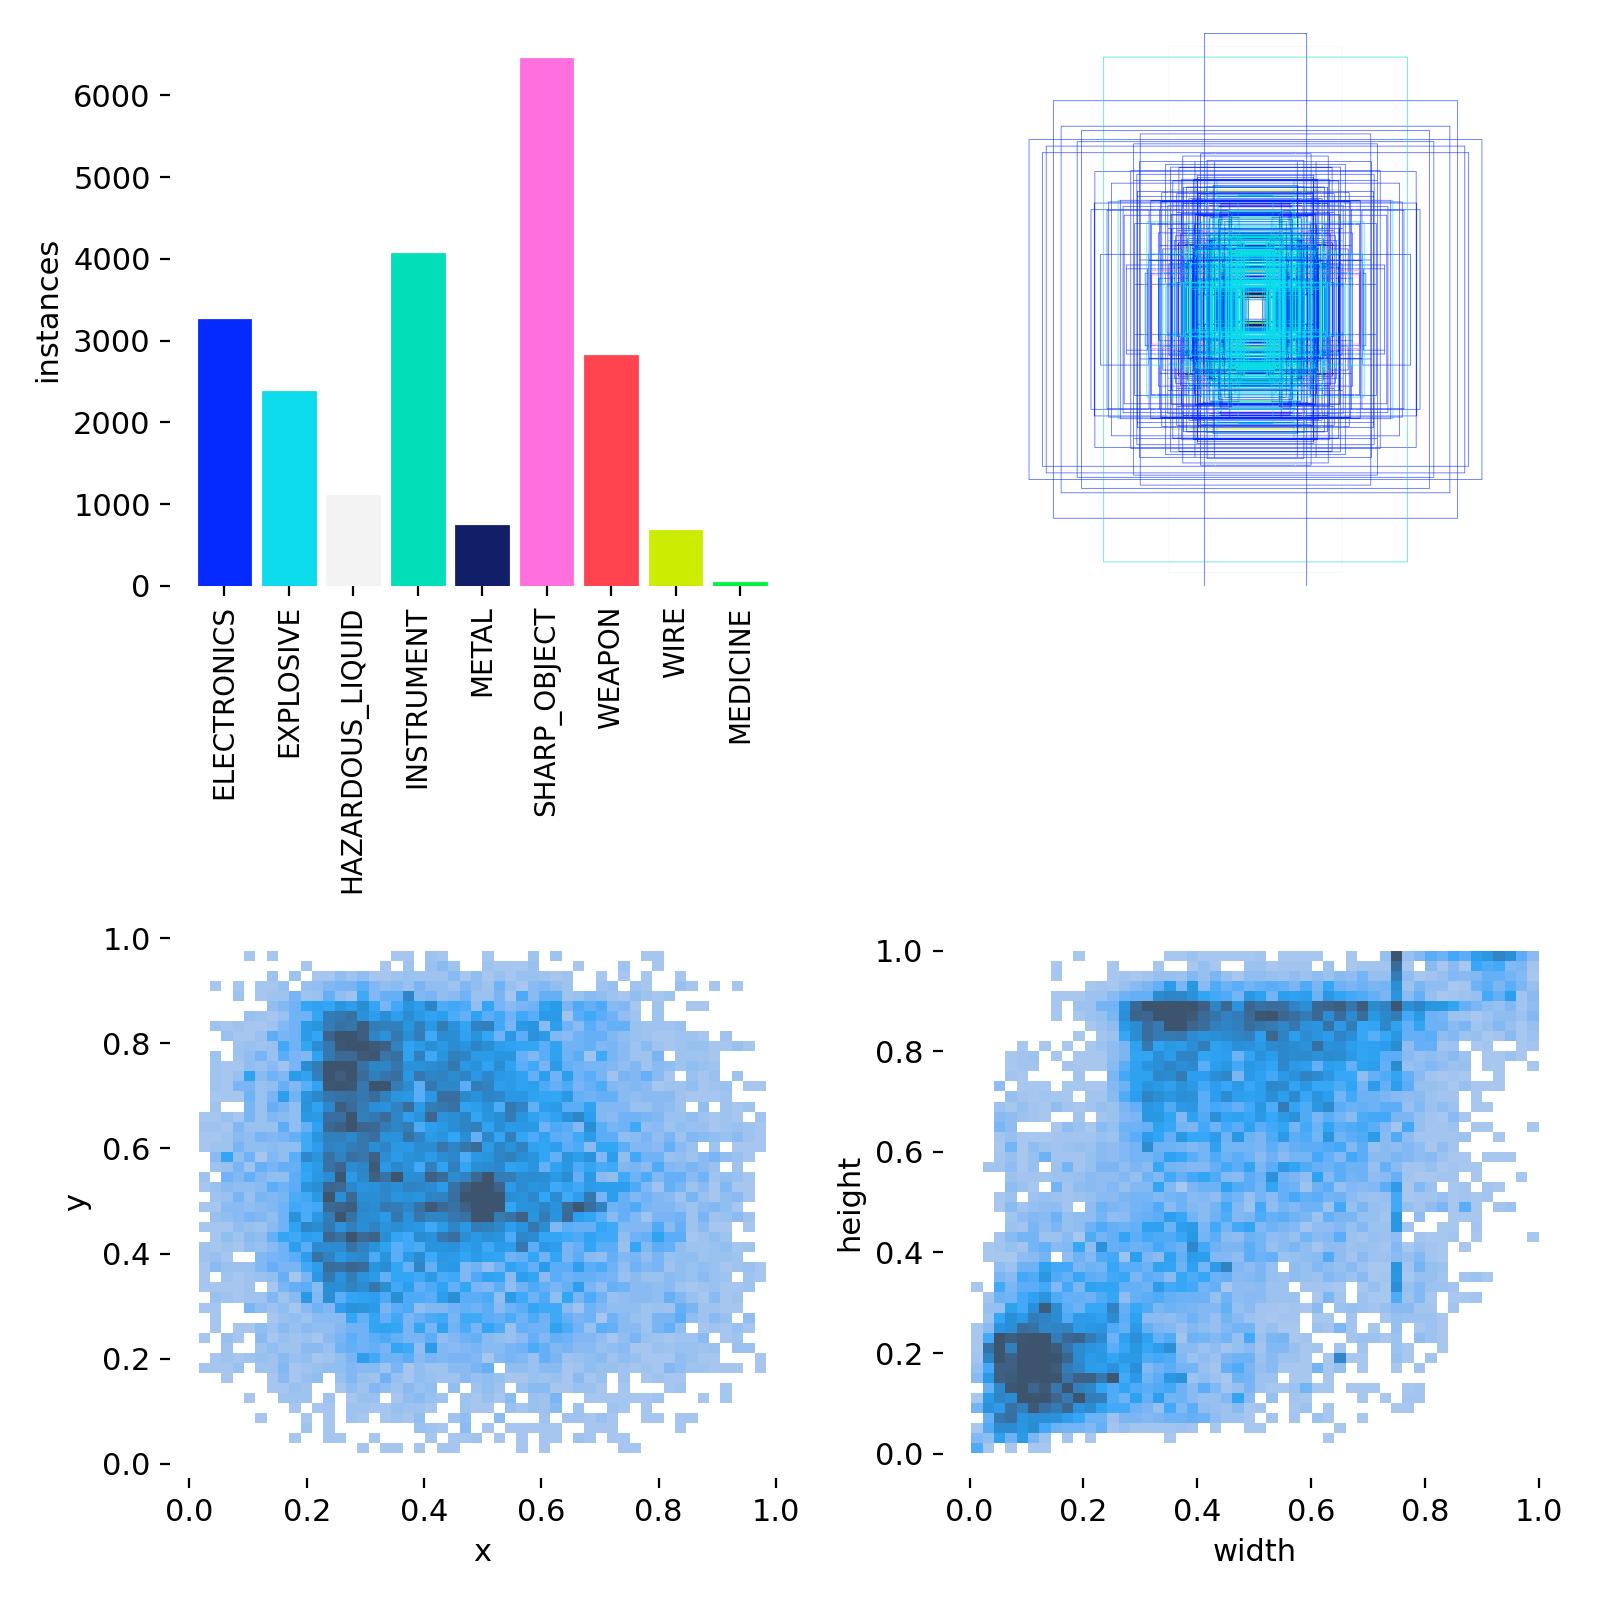 6000
5000
4000
3000
2000
1000
0
instances
ELECTRONICS
EXPLOSIVE
HAZARDOUS_LIQUID
INSTRUMENT
METAL
SHARP_OBJECT
WEAPON
WIRE
MEDICINE
1.0
0.8
0.6
0.4
0.2
0.0
y
0.0 0.2 0.4 0.6 0.8 1.0
x
1.0
0.8
0.6
0.4
0.2
0.0
height
0.0 0.2 0.4 0.6 0.8 1.0
width